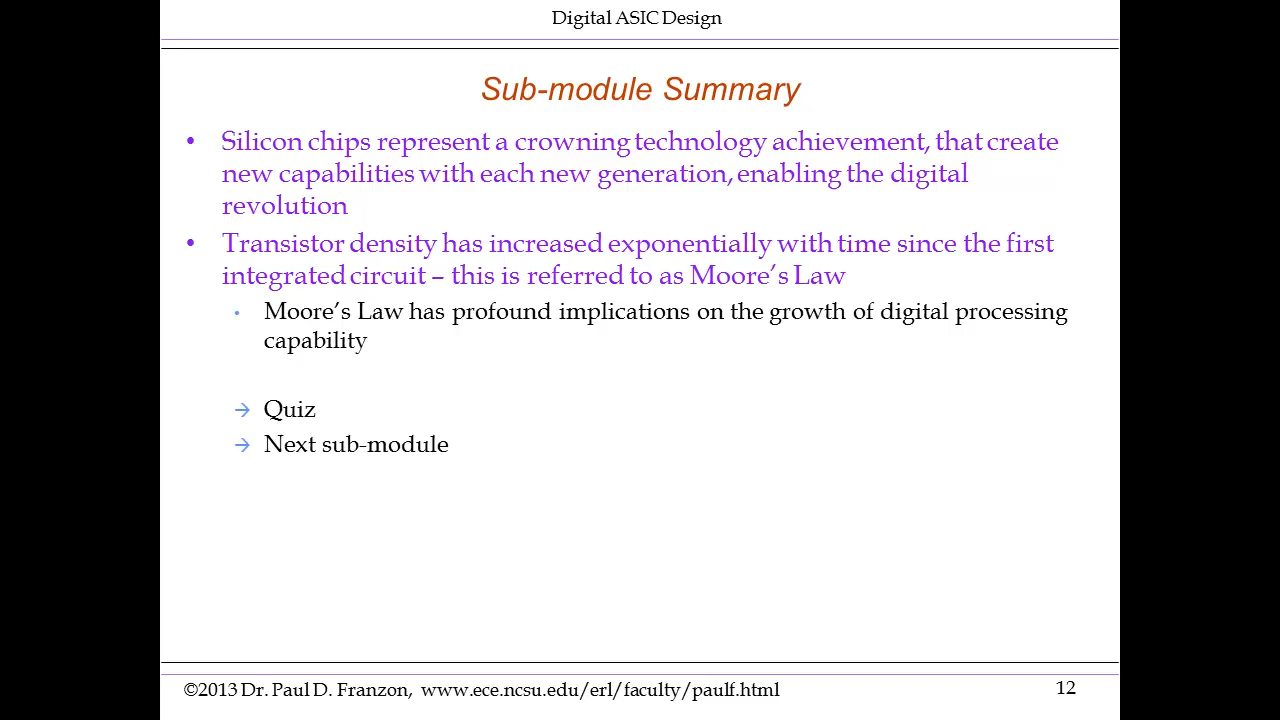 Digital ASIC Design
Sub-module Summary
• Silicon chips represent a crowning technology achievement, that create
new capabilities with each new generation, enabling the digital
revolution
• Transistor density has increased exponentially with time since the first
integrated circuit – this is referred to as Moore’s Law
• Moore’s Law has profound implications on the growth of digital processing
capability
→ Quiz
→ Next sub-module
©2013 Dr. Paul D. Franzon, www.ece.ncsu.edu/erl/faculty/paulf.html
12